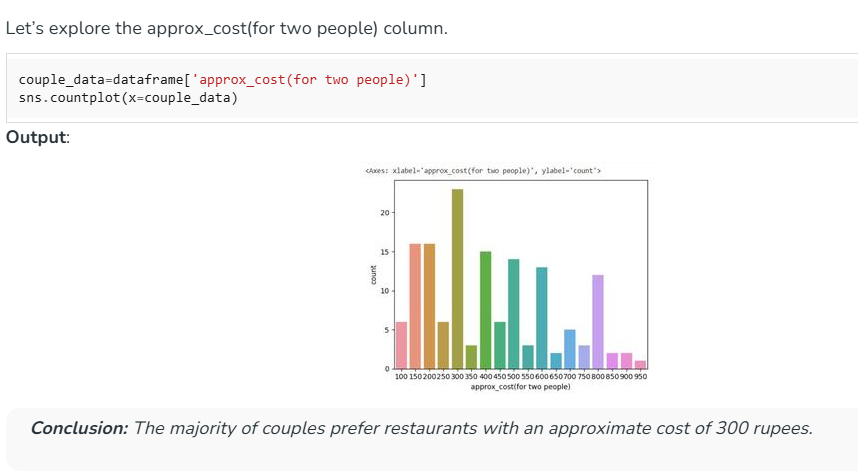 Let's explore the approx_cost(for two people) column.
couple_data=dataframe['approx_cost(for two people)']
sns.countplot(x=couple_data)
Output:
<Axes: xlabel='approx_cost(for two people)', ylabel='count'>
20
15
10
5
0
count
100 150 200 250 300 350 400 450 500 550 600 650 700 750 800 850 900 950
approx_cost(for two people)
Conclusion: The majority of couples prefer restaurants with an approximate cost of 300 rupees.